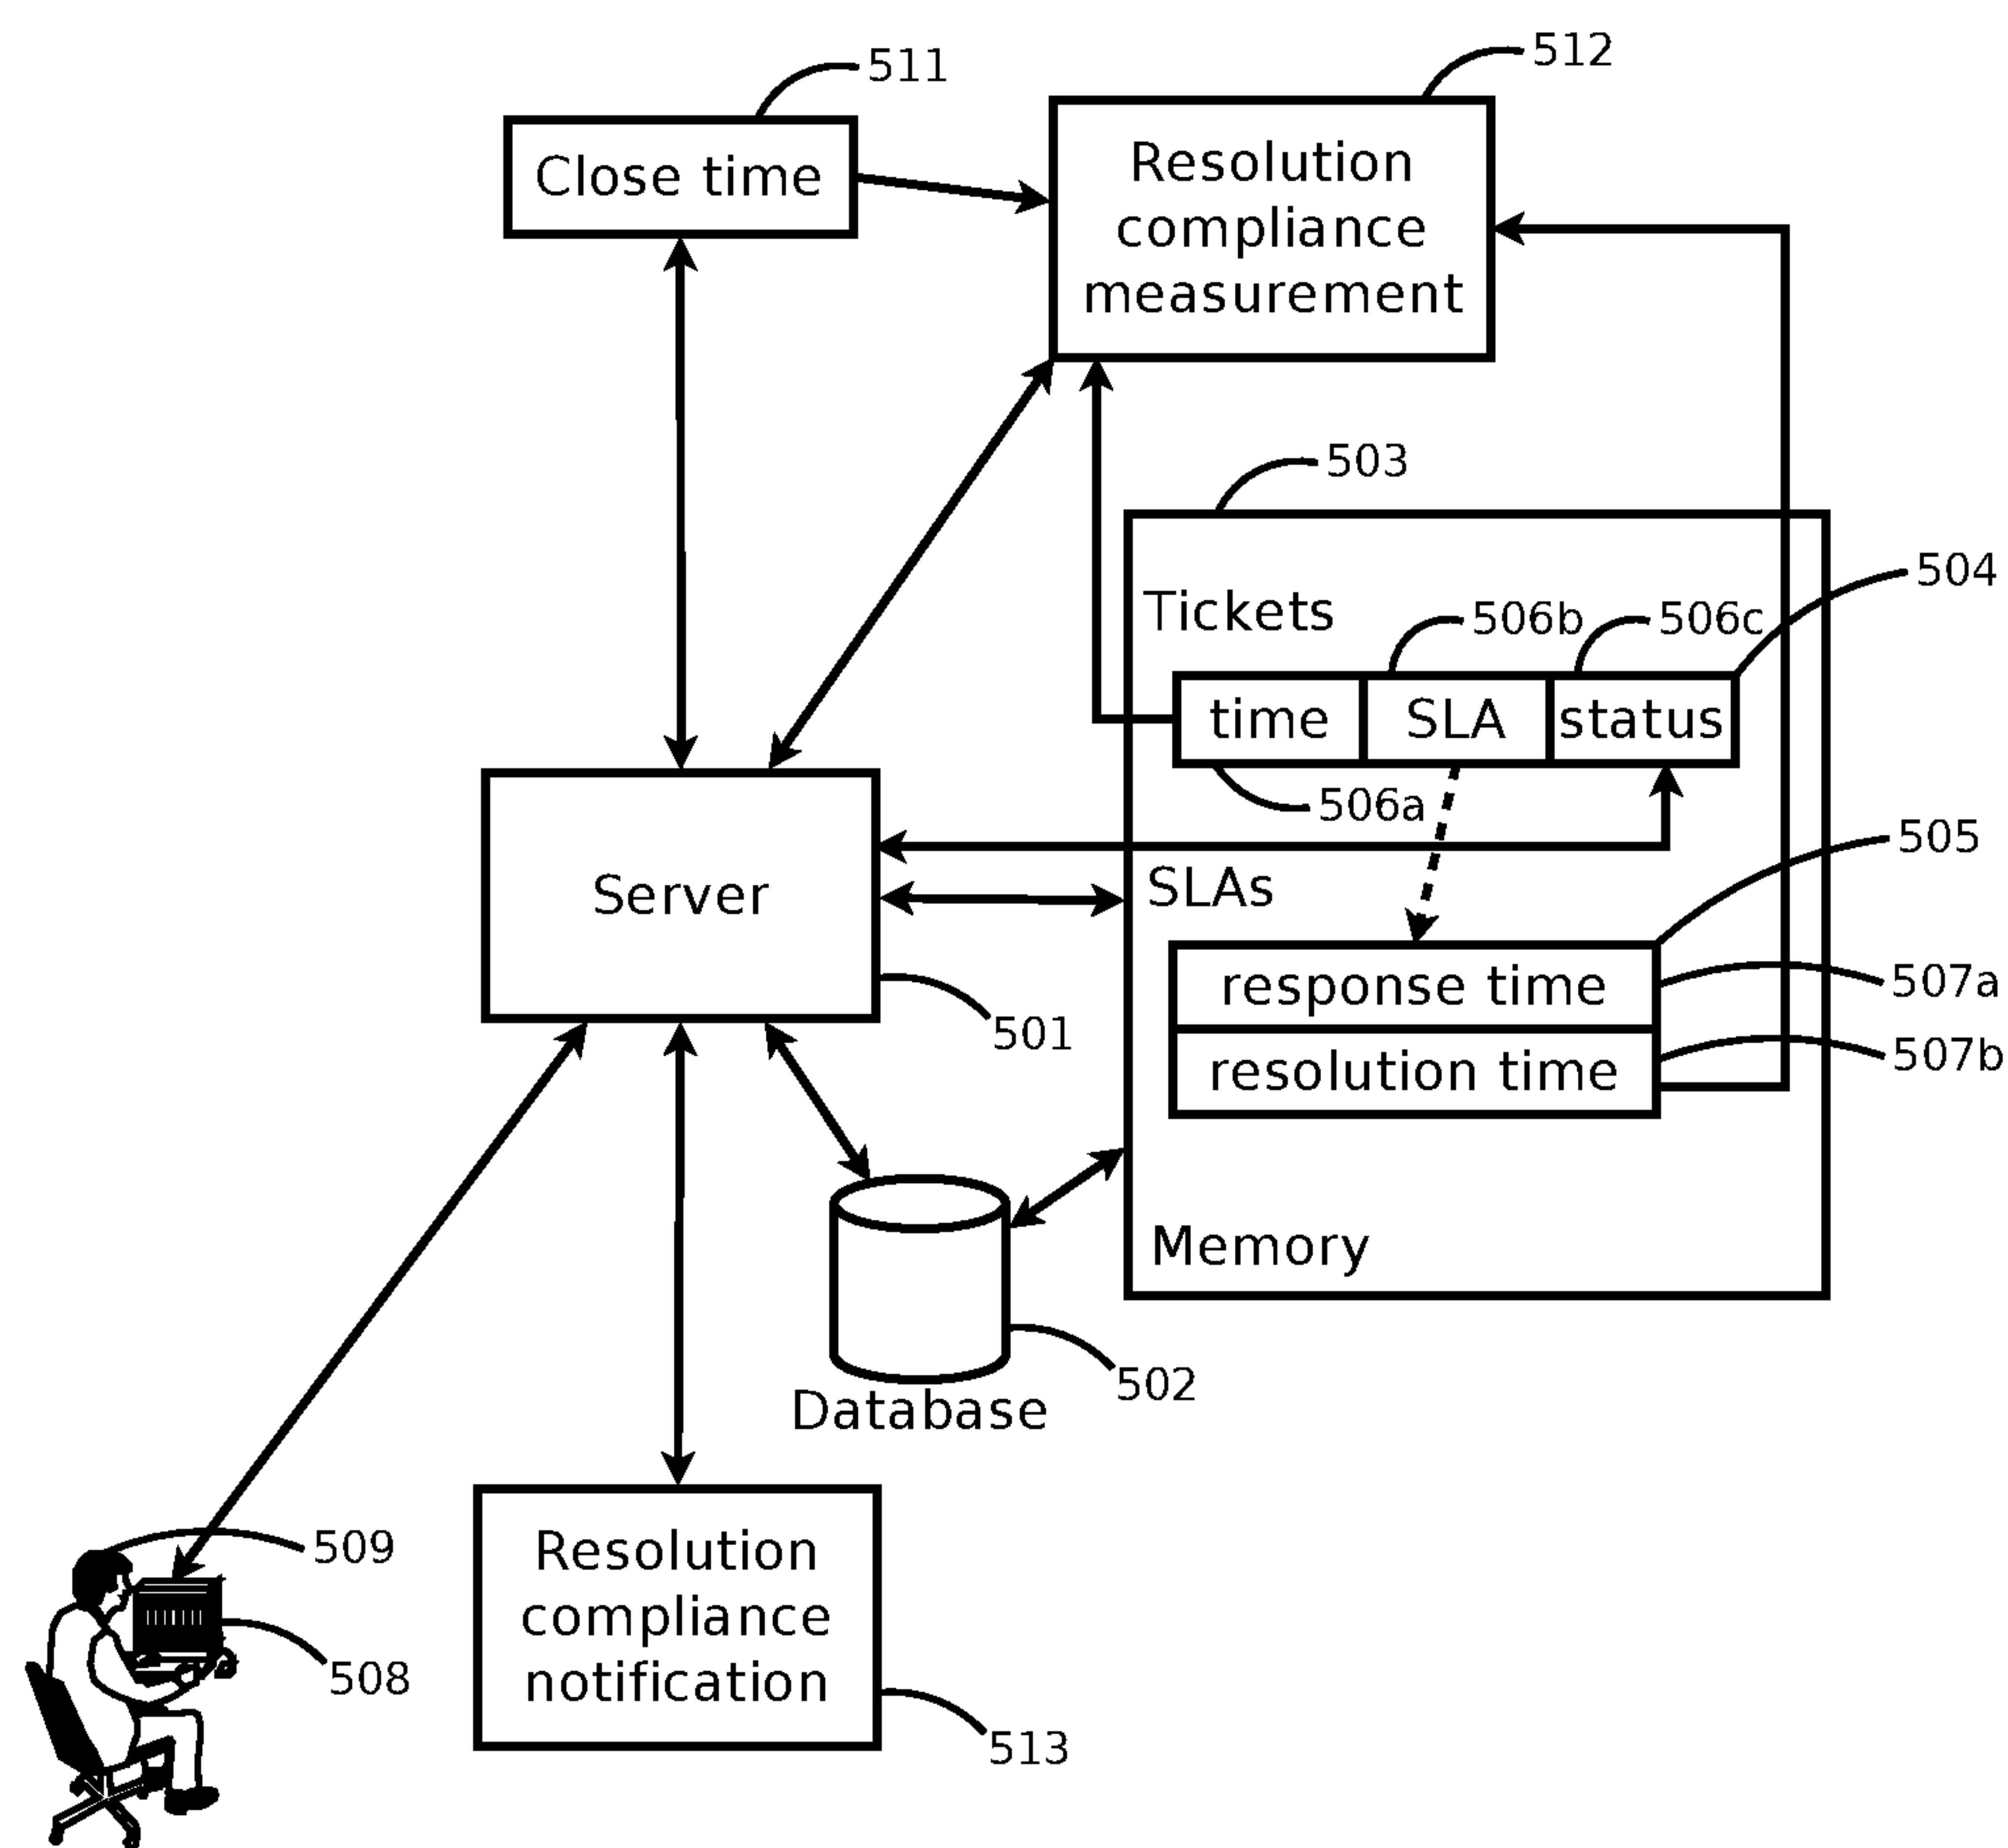 511
512
Close time
Resolution
compliance
measurement
503
504
Tickets
506b
506c
time
SLA
status
506a
505
Server
SLAs
response time
507a
501
resolution time
507b
Memory
502
Database
509
Resolution
compliance
notification
508
513